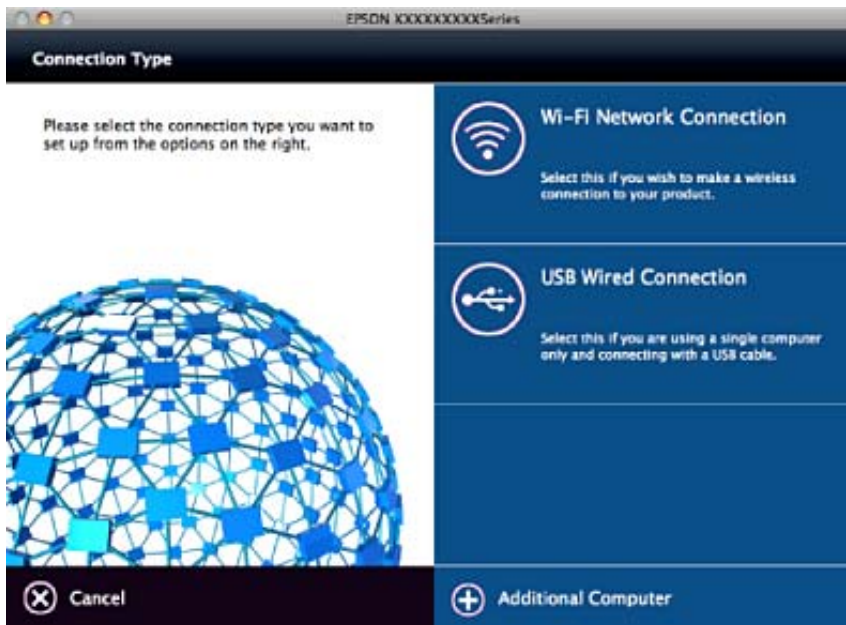 EPSON XXXXXXXXXSeries
Connection Type
Please select the connection type you want to
set up from the options on the right.
Wi-Fi Network Connection
Select this if you wish to make a wireless
connection to your product.
USB Wired Connection
Select this if you are using a single computer
only and connecting with a USB cable.
Cancel
Additional Computer